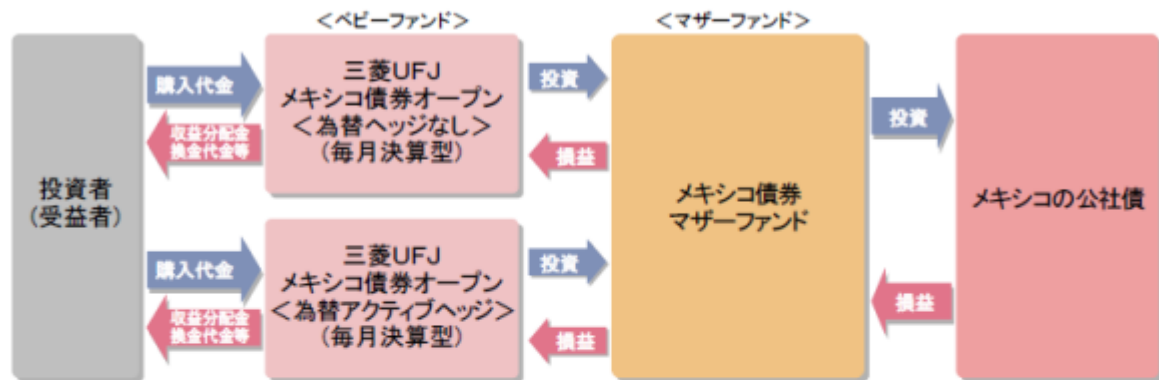 ＜ベビーファンド＞
＜マザーファンド＞
投資者
(受益者)
購入代金
収益分配金
換金代金等
三菱ＵＦＪ
メキシコ債券オープン
＜為替ヘッジなし＞
(毎月決算型)
投資
損益
購入代金
収益分配金
換金代金等
三菱ＵＦＪ
メキシコ債券オープン
＜為替アクティブヘッジ＞
(毎月決算型)
投資
損益
メキシコ債券
マザーファンド
投資
損益
メキシコの公社債